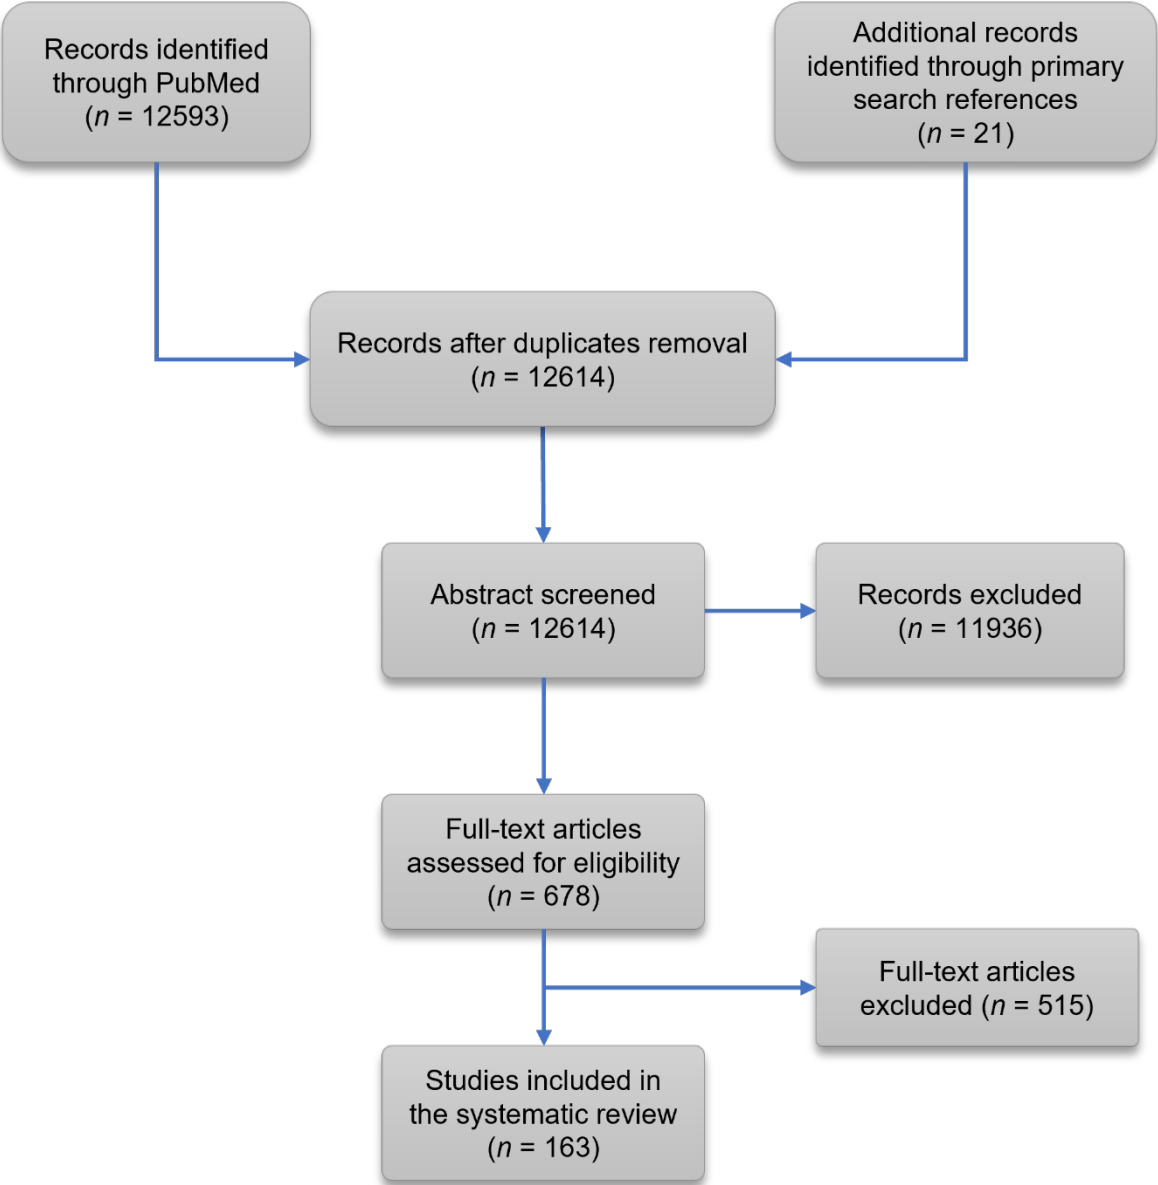 Records identified
through PubMed
(n = 12593)
Additional records
identified through primary
search references
(n = 21)
Records after duplicates removal
(n = 12614)
Abstract screened
(n = 12614)
Records excluded
(n = 11936)
Full-text articles
assessed for eligibility
(n = 678)
Full-text articles
excluded (n = 515)
Studies included in
the systematic review
(n = 163)